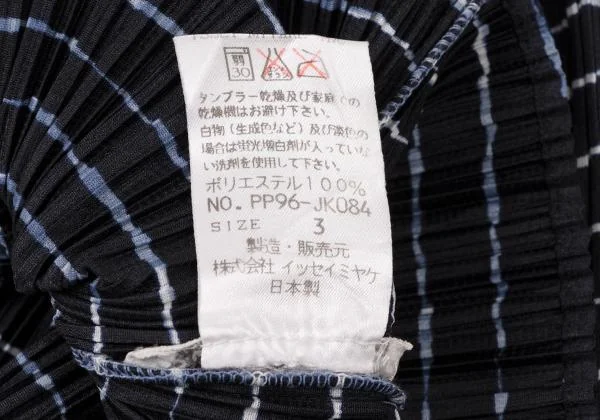 弱
30
タンブラー乾燥及び家庭での
乾燥機はお避け下さい。
白物（生成色など）及び淡色の
場合は蛍光増白剤が入っていな
い洗剤を使用して下さい。
ポリエステル100%
NO. PP96-JK084
SIZE 3
製造・販売元
株式会社 イッセイミヤケ
日本製